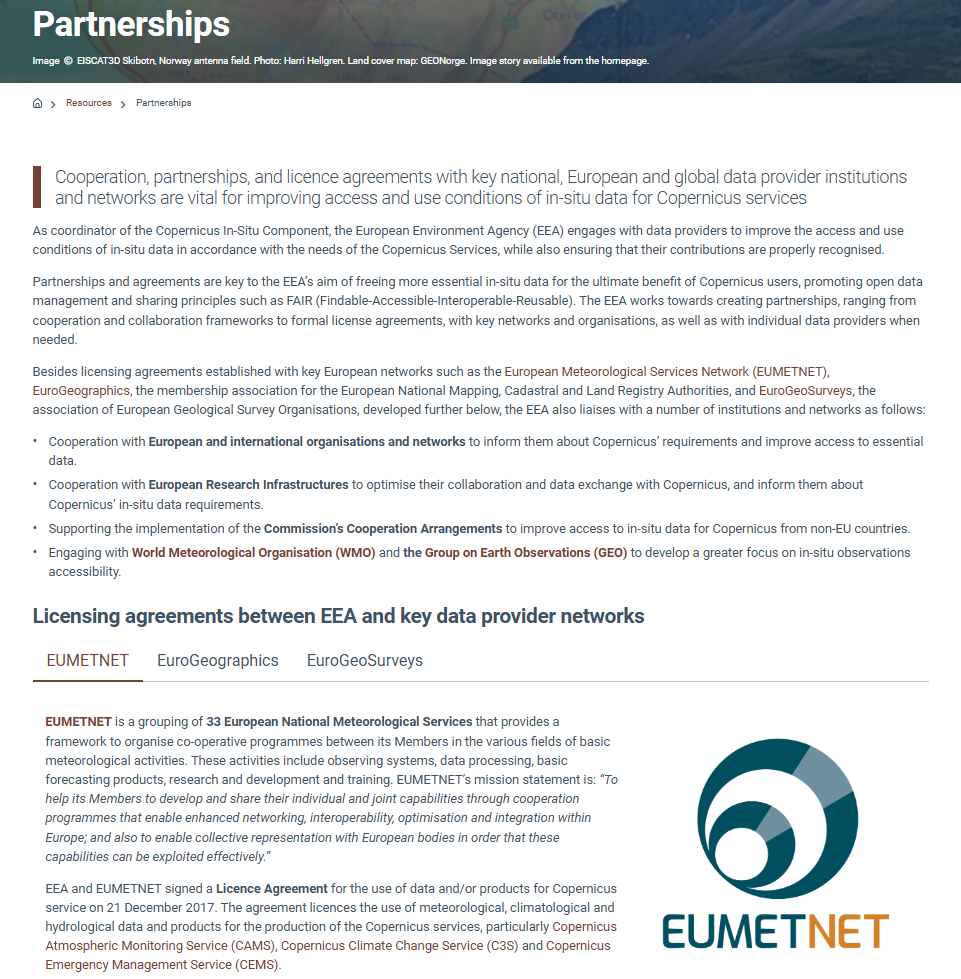 Partnerships
Image © EISCAT3D Skibotn, Norway antenna field. Photo: Harri Hellgren. Land cover map: GEONorge. Image story available from the homepage.
Resources > Partnerships
Cooperation, partnerships, and licence agreements with key national, European and global data provider institutions
and networks are vital for improving access and use conditions of in-situ data for Copernicus services
As coordinator of the Copernicus In-Situ Component, the European Environment Agency (EEA) engages with data providers to improve the access and use
conditions of in-situ data in accordance with the needs of the Copernicus Services, while also ensuring that their contributions are properly recognised.
Partnerships and agreements are key to the EEA's aim of freeing more essential in-situ data for the ultimate benefit of Copernicus users, promoting open data
management and sharing principles such as FAIR (Findable-Accessible-Interoperable-Reusable). The EEA works towards creating partnerships, ranging from
cooperation and collaboration frameworks to formal license agreements, with key networks and organisations, as well as with individual data providers when
needed.
Besides licensing agreements established with key European networks such as the European Meteorological Services Network (EUMETNET),
EuroGeographics, the membership association for the European National Mapping, Cadastral and Land Registry Authorities, and EuroGeoSurveys, the
association of European Geological Survey Organisations, developed further below, the EEA also liaises with a number of institutions and networks as follows:
• Cooperation with European and international organisations and networks to inform them about Copernicus' requirements and improve access to essential
data.
• Cooperation with European Research Infrastructures to optimise their collaboration and data exchange with Copernicus, and inform them about
Copernicus' in-situ data requirements.
• Supporting the implementation of the Commission's Cooperation Arrangements to improve access to in-situ data for Copernicus from non-EU countries.
• Engaging with World Meteorological Organisation (WMO) and the Group on Earth Observations (GEO) to develop a greater focus on in-situ observations
accessibility.
Licensing agreements between EEA and key data provider networks
EUMETNET EuroGeographics EuroGeoSurveys
EUMETNET is a grouping of 33 European National Meteorological Services that provides a
framework to organise co-operative programmes between its Members in the various fields of basic
meteorological activities. These activities include observing systems, data processing, basic
forecasting products, research and development and training. EUMETNET's mission statement is: "To
help its Members to develop and share their individual and joint capabilities through cooperation
programmes that enable enhanced networking, interoperability, optimisation and integration within
Europe; and also to enable collective representation with European bodies in order that these
capabilities can be exploited effectively."
EEA and EUMETNET signed a Licence Agreement for the use of data and/or products for Copernicus
service on 21 December 2017. The agreement licences the use of meteorological, climatological and
hydrological data and products for the production of the Copernicus services, particularly Copernicus
Atmospheric Monitoring Service (CAMS), Copernicus Climate Change Service (C3S) and Copernicus
Emergency Management Service (CEMS).
EUMETNET